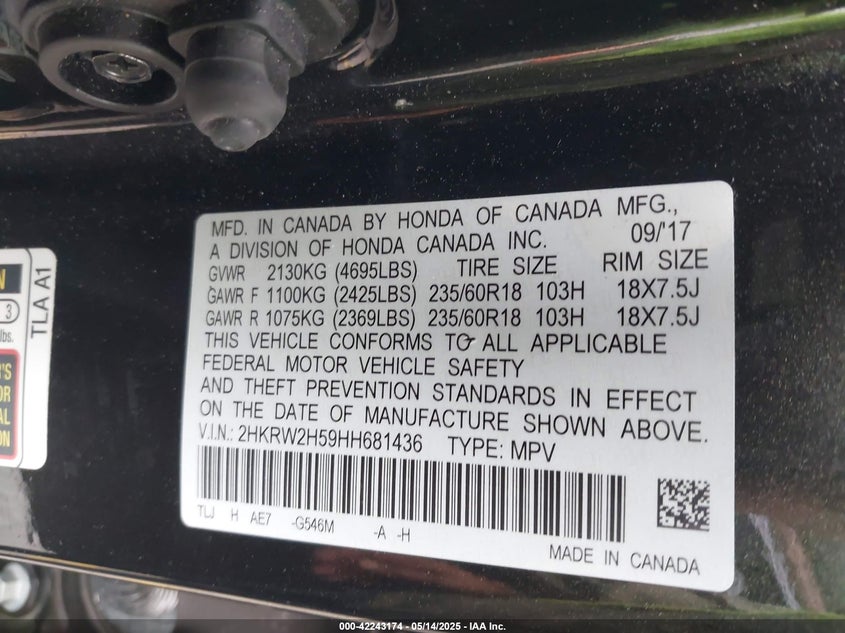 MFD. IN CANADA BY HONDA OF CANADA MFG.,
A DIVISION OF HONDA CANADA INC. 09/'17
GVWR 2130KG (4695LBS) TIRE SIZE RIM SIZE
GAWR F 1100KG (2425LBS) 235/60R18 103H 18X7.5J
GAWR R 1075KG (2369LBS) 235/60R18 103H 18X7.5J
THIS VEHICLE CONFORMS TO ALL APPLICABLE
FEDERAL MOTOR VEHICLE SAFETY
AND THEFT PREVENTION STANDARDS IN EFFECT
ON THE DATE OF MANUFACTURE SHOWN ABOVE.
V.I.N.: 2HKRW2H59HH681436 TYPE: MPV
TLJ H AE7 -G546M -A -H
MADE IN CANADA
TLA A1
3
lbs.
000-42243174 - 05/14/2025 - IAA Inc.